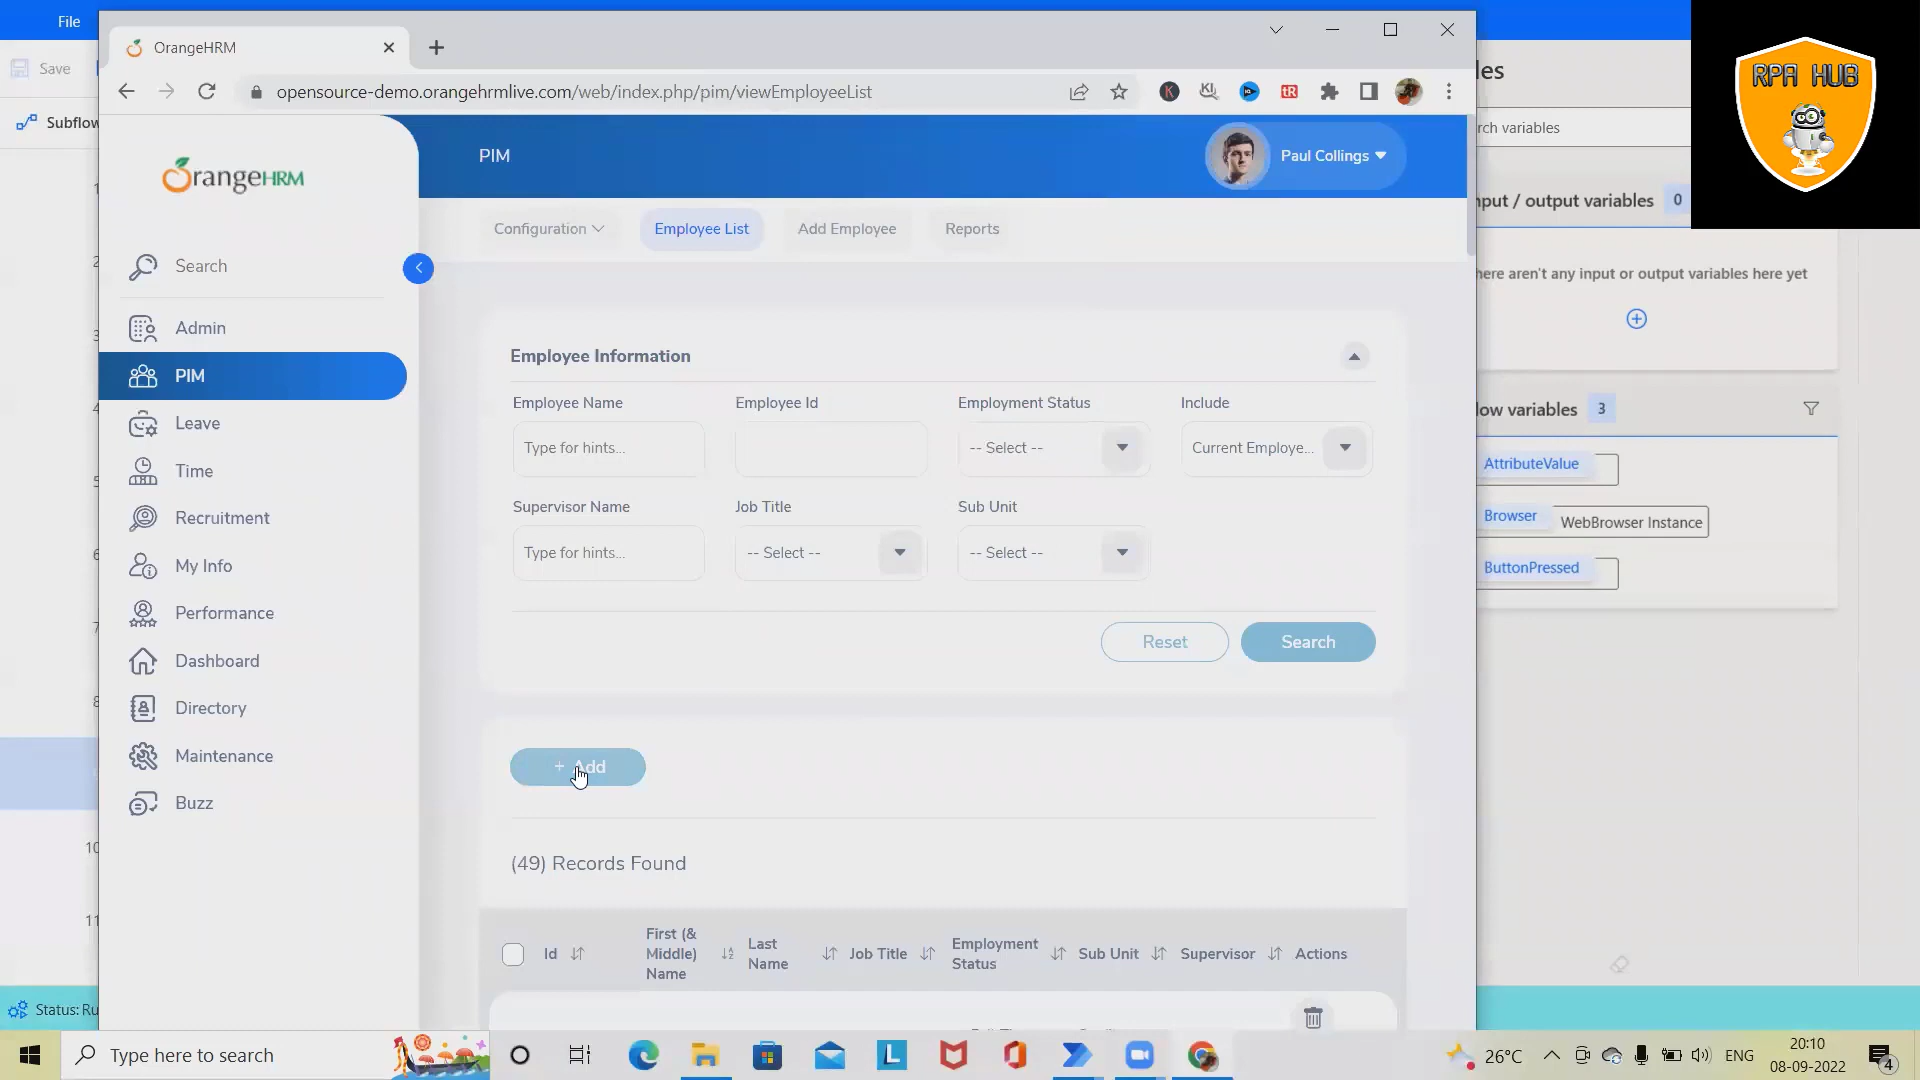 File
OrangeHRM
RPA HUB
Save
les
opensource-demo.orangehrmlive.com/web/index.php/pim/viewEmployeeList
Subflow
rch variables
PIM
Paul Collings
OrangeHRM
nput / output variables 0
Configuration
Employee List
Add Employee
Reports
Search
here aren't any input or output variables here yet
Admin
Employee Information
PIM
Employee Name
Employee Id
Employment Status
Include
low variables 3
Leave
Type for hints...
-- Select --
Current Employe...
AttributeValue
Time
Supervisor Name
Job Title
Sub Unit
Browser
WebBrowser Instance
Recruitment
Type for hints...
-- Select --
-- Select --
ButtonPressed
My Info
Performance
Reset
Search
Dashboard
Directory
Maintenance
+ Add
Buzz
(49) Records Found
Id
First (&
Middle)
Name
Last
Name
Job Title
Employment
Status
Sub Unit
Supervisor
Actions
Status: Ru
Type here to search
26°C
ENG
20:10
08-09-2022
4